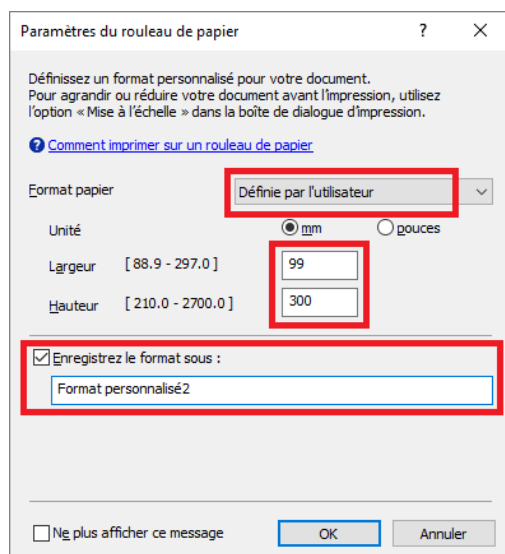 Paramètres du rouleau de papier ?
Définissez un format personnalisé pour votre document.
Pour agrandir ou réduire votre document avant l'impression, utilisez
l'option « Mise à l'échelle » dans la boîte de dialogue d'impression.
? Comment imprimer sur un rouleau de papier
Format papier Définie par l'utilisateur
Unité mm pouces
Largeur [ 88.9 - 297.0 ] 99
Hauteur [ 210.0 - 2700.0 ] 300
Enregistrez le format sous :
Format personnalisé2
Ne plus afficher ce message OK Annuler